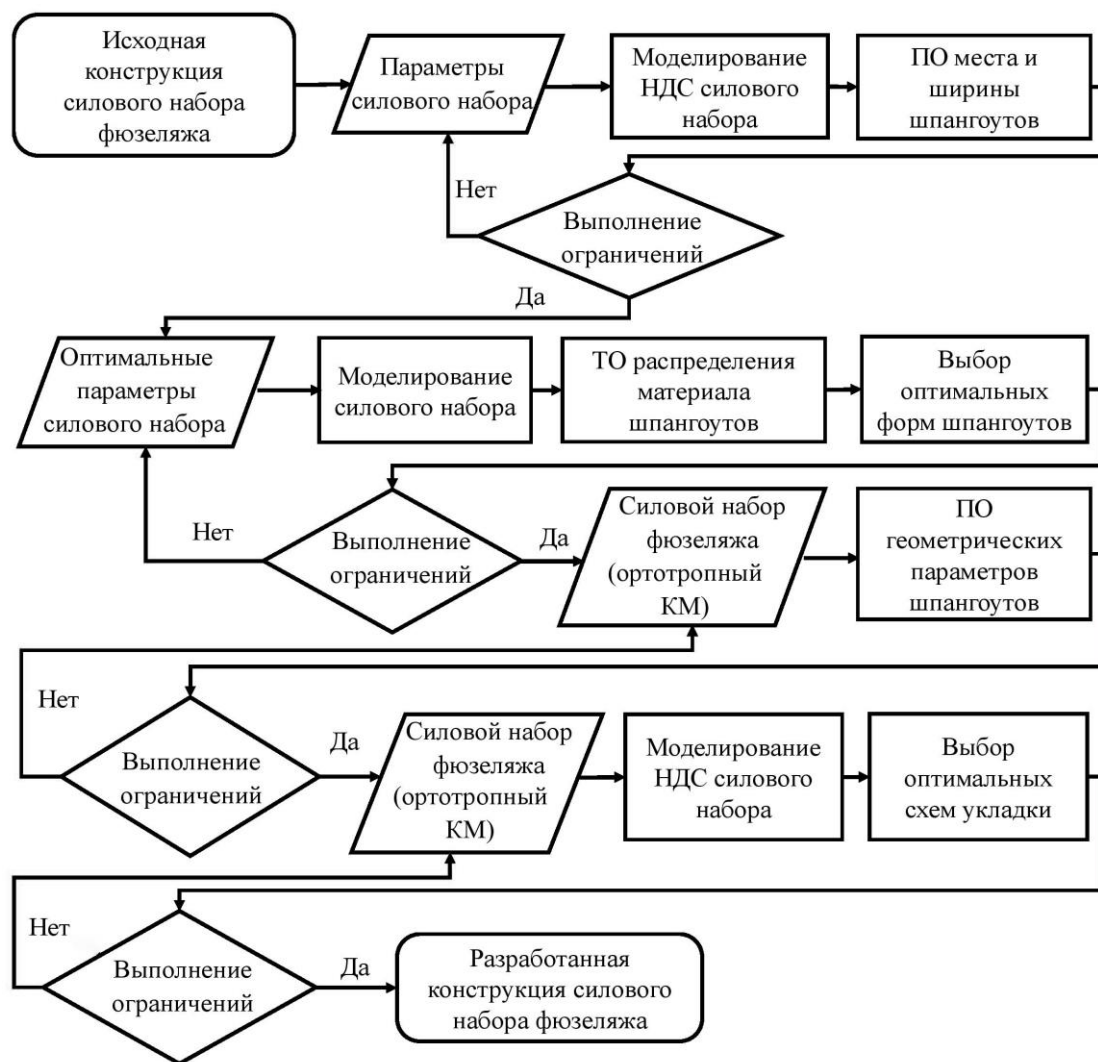 Исходная
конструкция
силового набора
фюзеляжа
Параметры
силового набора
Моделирование
НДС силового
набора
ПО места и
ширины
шпангоутов
Нет
Выполнение
ограничений
Да
Оптимальные
параметры
силового набора
Моделирование
силового набора
ТО распределения
материала
шпангоутов
Выбор
оптимальных
форм шпангоутов
Нет
Выполнение
ограничений
Да
Силовой набор
фюзеляжа
(ортотропный
КМ)
ПО
геометрических
параметров
шпангоутов
Нет
Выполнение
ограничений
Да
Силовой набор
фюзеляжа
(ортотропный
КМ)
Моделирование
НДС силового
набора
Выбор
оптимальных
схем укладки
Нет
Выполнение
ограничений
Да
Разработанная
конструкция силового
набора фюзеляжа